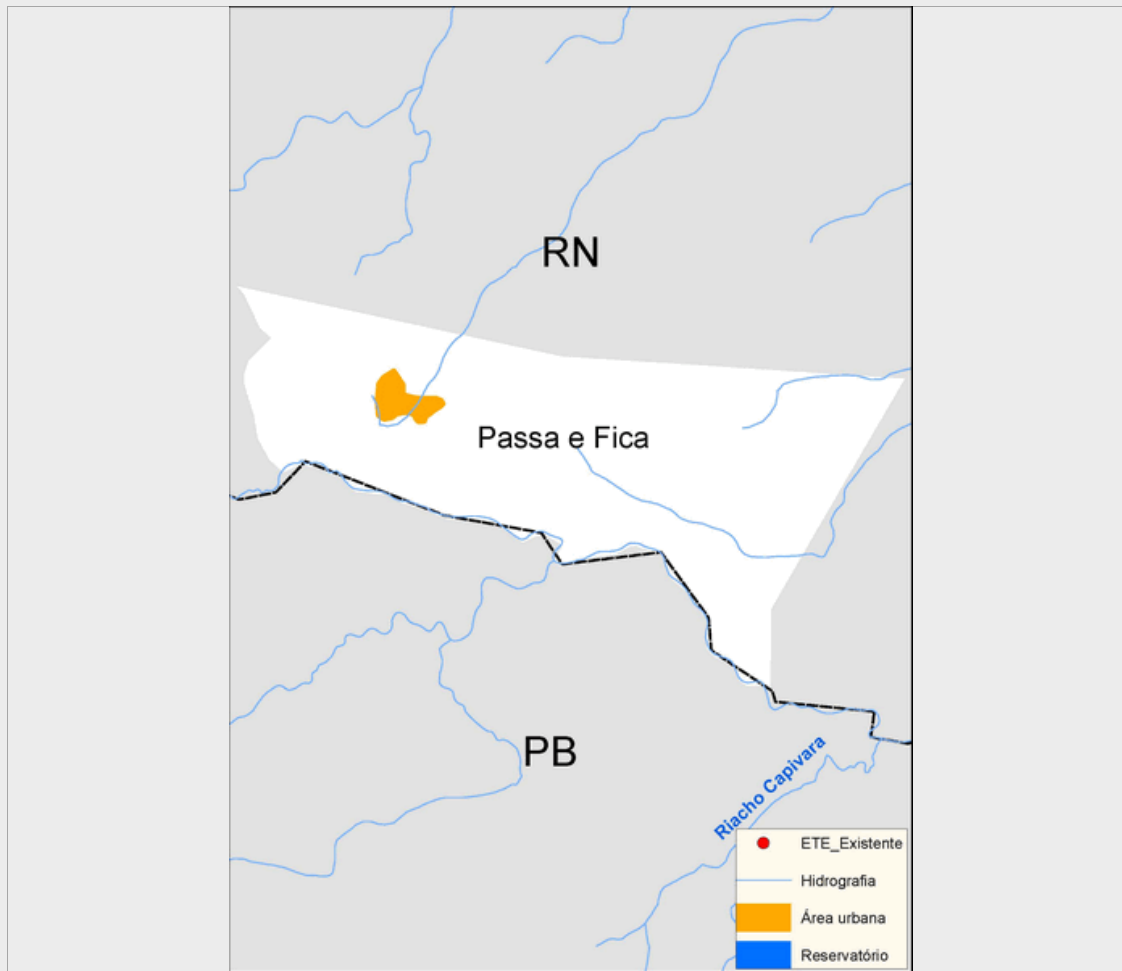 RN
Passa e Fica
PB
Riacho Capivara
ETE_Existente
Hidrografia
Área urbana
Reservatório